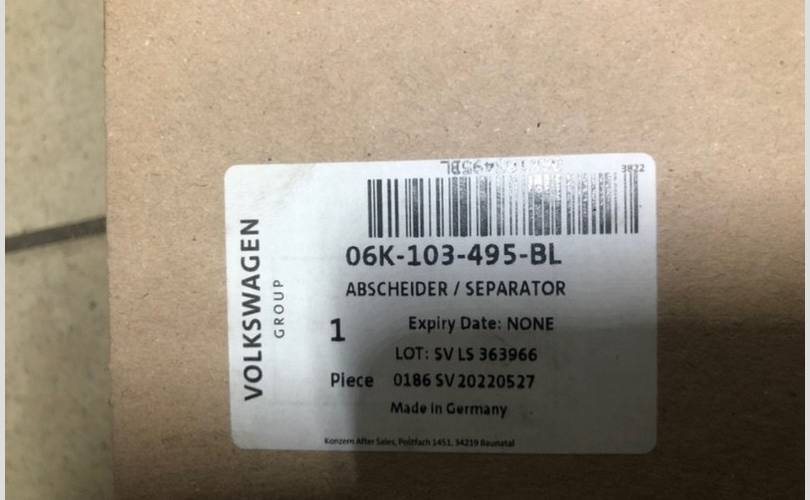 3822
06K-103-495-BL
ABSCHEIDER / SEPARATOR
VOLKSWAGEN
GROUP
1
Expiry Date: NONE
LOT: SV LS 363966
Piece 0186 SV 20220527
Made in Germany
Konzern After Sales, Postfach 1451, 34219 Baunatal